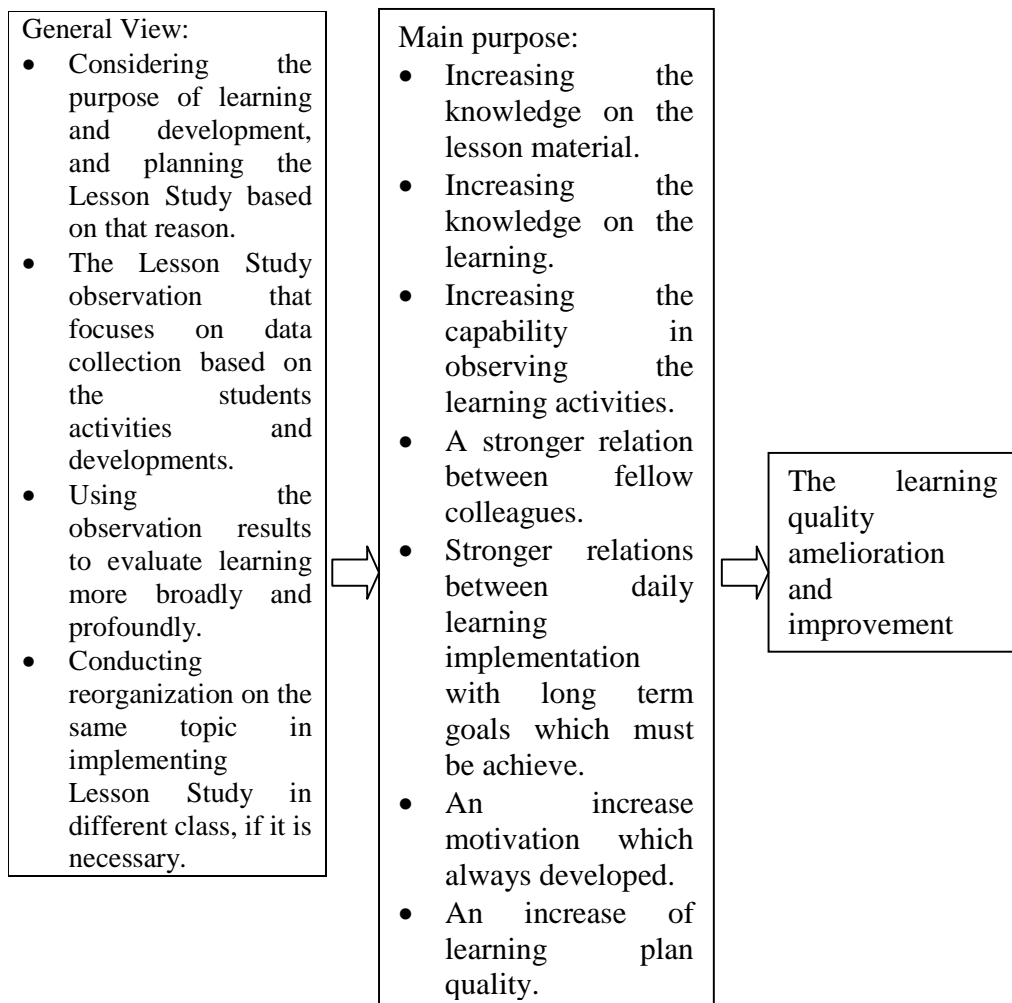 General View:
• Considering the
purpose of learning
and development,
and planning the
Lesson Study based
on that reason.
• The Lesson Study
observation that
focuses on data
collection based on
the students
activities and
developments.
• Using the
observation results
to evaluate learning
more broadly and
profoundly.
• Conducting
reorganization on the
same topic in
implementing
Lesson Study in
different class, if it is
necessary.
Main purpose:
• Increasing the
knowledge on the
lesson material.
• Increasing the
knowledge on the
learning.
• Increasing the
capability in
observing the
learning activities.
• A stronger relation
between fellow
colleagues.
• Stronger relations
between daily
learning
implementation
with long term
goals which must
be achieve.
• An increase
motivation which
always developed.
• An increase of
learning plan
quality.
The learning
quality
amelioration
and
improvement